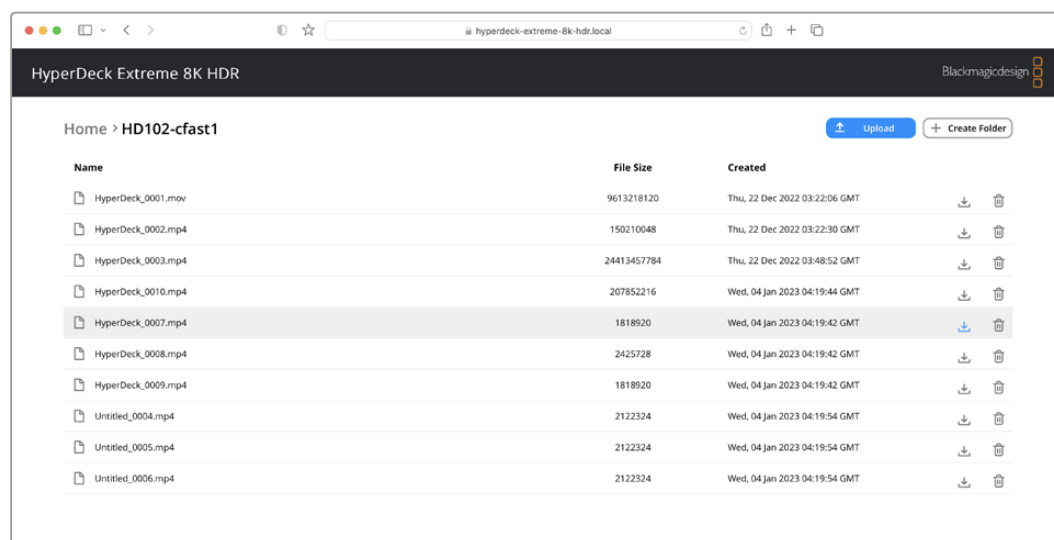 hyperdeck-extreme-8k-hdr.local
HyperDeck Extreme 8K HDR
Blackmagicdesign
Home > HD102-cfast1
Upload
+ Create Folder
Name File Size Created
HyperDeck_0001.mov 9613218120 Thu, 22 Dec 2022 03:22:06 GMT
HyperDeck_0002.mp4 150210048 Thu, 22 Dec 2022 03:22:30 GMT
HyperDeck_0003.mp4 24413457784 Thu, 22 Dec 2022 03:48:52 GMT
HyperDeck_0010.mp4 207852216 Wed, 04 Jan 2023 04:19:44 GMT
HyperDeck_0007.mp4 1818920 Wed, 04 Jan 2023 04:19:42 GMT
HyperDeck_0008.mp4 2425728 Wed, 04 Jan 2023 04:19:42 GMT
HyperDeck_0009.mp4 1818920 Wed, 04 Jan 2023 04:19:42 GMT
Untitled_0004.mp4 2122324 Wed, 04 Jan 2023 04:19:54 GMT
Untitled_0005.mp4 2122324 Wed, 04 Jan 2023 04:19:54 GMT
Untitled_0006.mp4 2122324 Wed, 04 Jan 2023 04:19:54 GMT